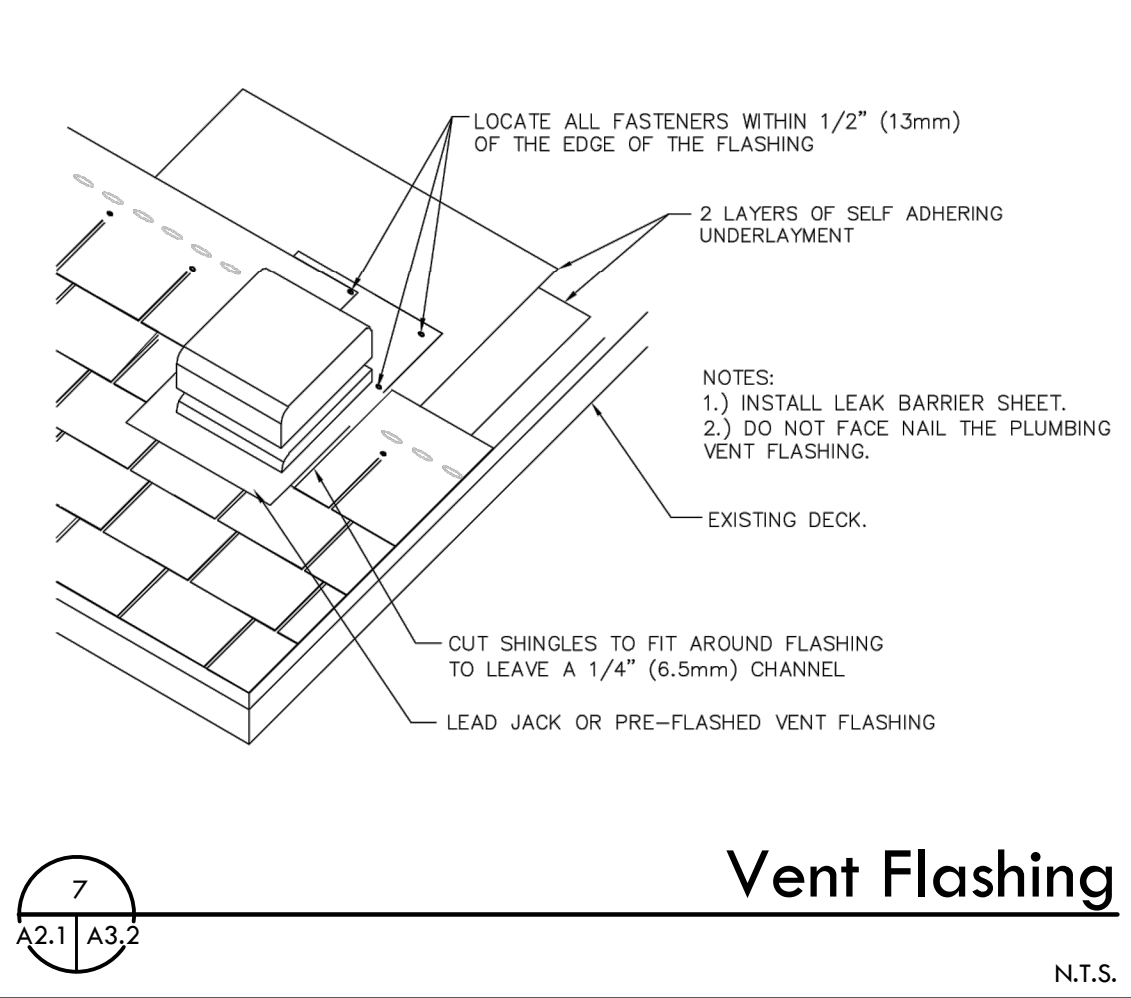 LOCATE ALL FASTENERS WITHIN 1/2" (13mm)
OF THE EDGE OF THE FLASHING
2 LAYERS OF SELF ADHERING
UNDERLAYMENT
NOTES:
1.) INSTALL LEAK BARRIER SHEET.
2.) DO NOT FACE NAIL THE PLUMBING
VENT FLASHING.
EXISTING DECK.
CUT SHINGLES TO FIT AROUND FLASHING
TO LEAVE A 1/4" (6.5mm) CHANNEL
LEAD JACK OR PRE-FLASHED VENT FLASHING
Vent Flashing
7
A2.1 A3.2
N.T.S.